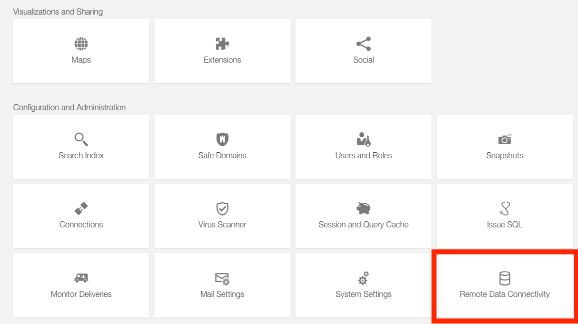 Visualizations and Sharing
Maps
Extensions
Social
Configuration and Administration
Search Index
Safe Domains
Users and Roles
Snapshots
Connections
Virus Scanner
Session and Query Cache
Issue SQL
Monitor Deliveries
Mail Settings
System Settings
Remote Data Connectivity